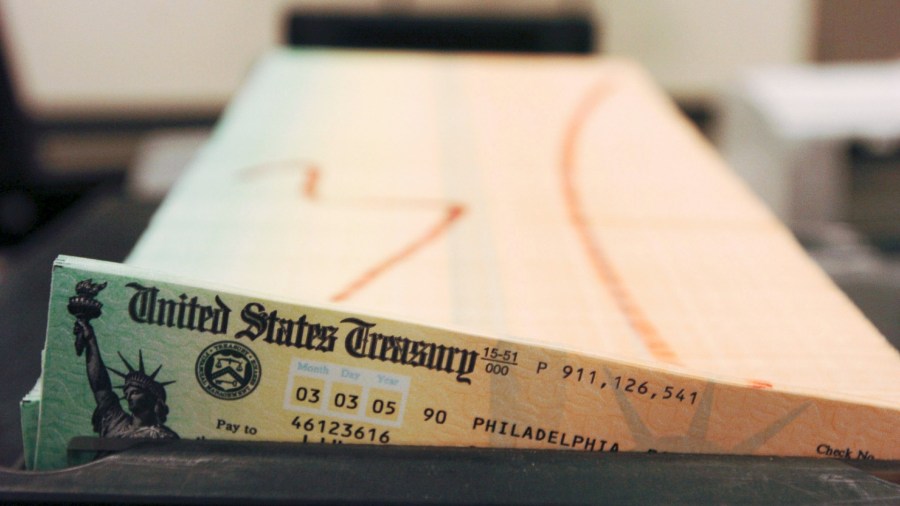 United States Treasury 15-51 000 P 911,126,541
Month Day Year
03 03 05 90 PHILADELPHIA,
Pay to 46123616
Check No.